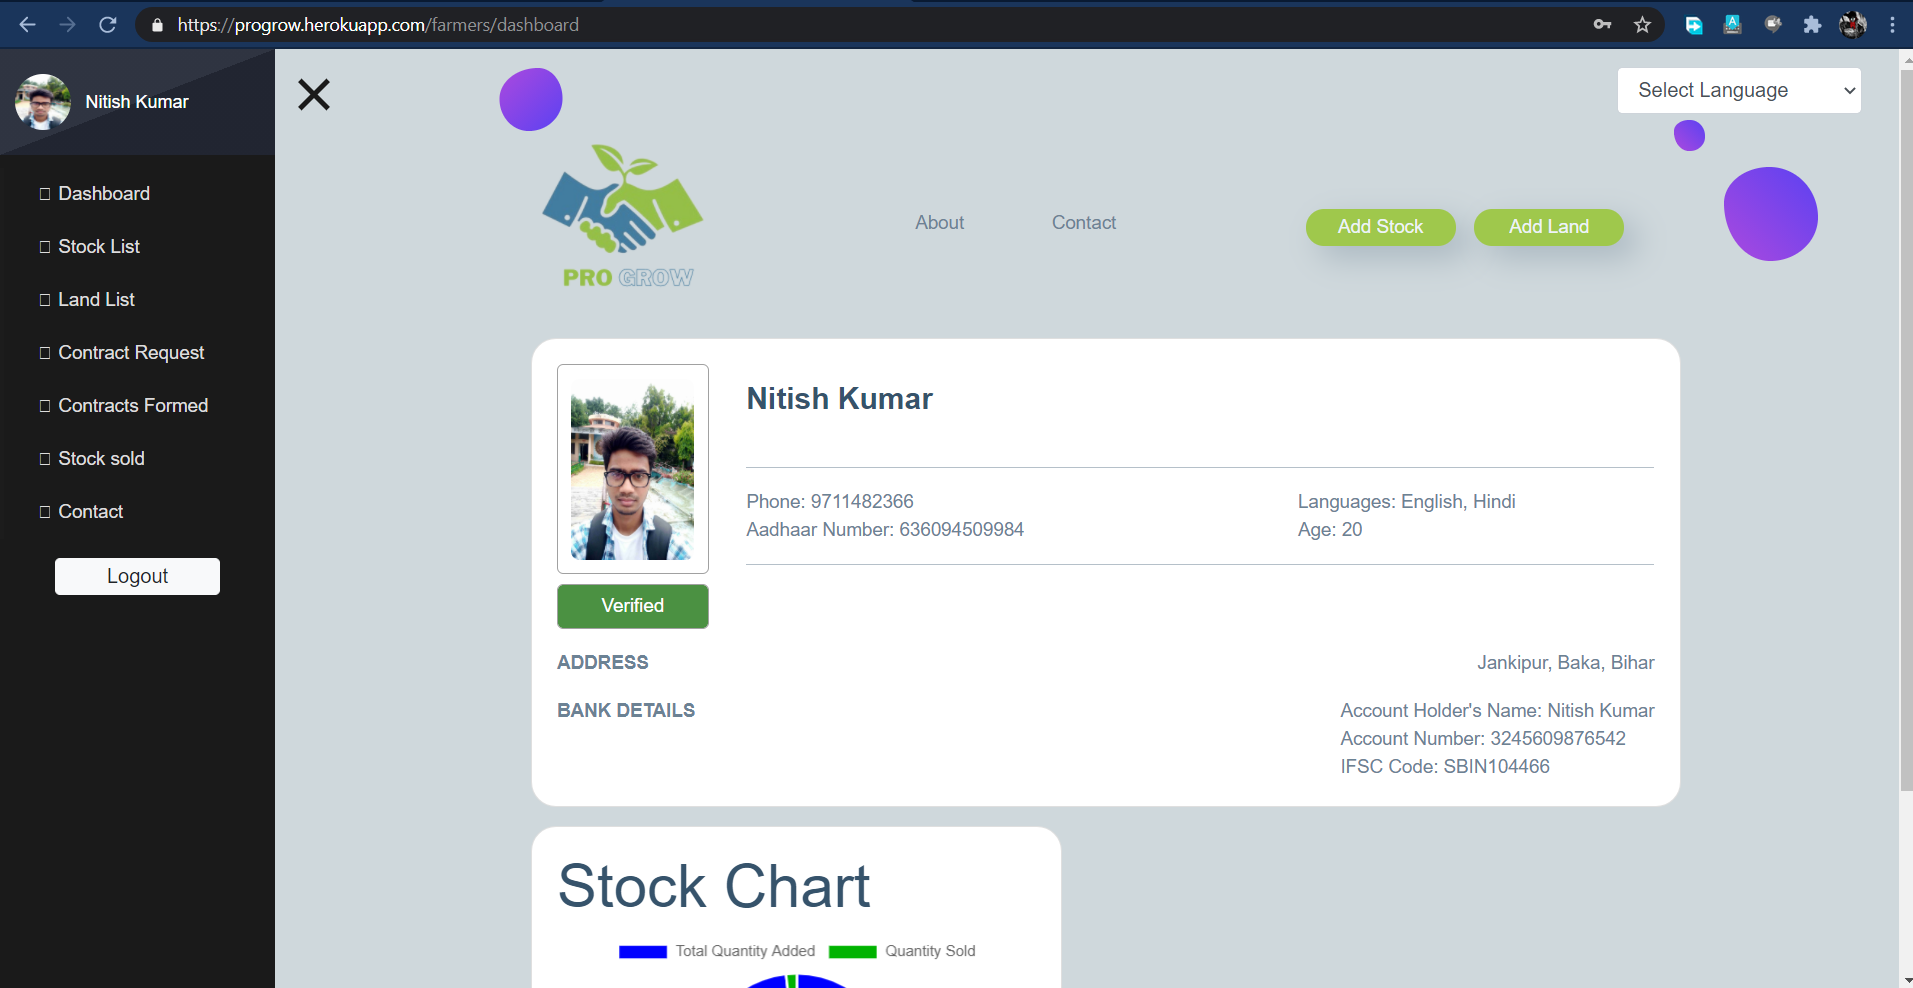 https://progrow.herokuapp.com/farmers/dashboard
Nitish Kumar
Dashboard
Stock List
Land List
Contract Request
Contracts Formed
Stock sold
Contact
Logout
Select Language
PRO GROW
About
Contact
Add Stock
Add Land
Nitish Kumar
Phone: 9711482366
Languages: English, Hindi
Aadhaar Number: 636094509984
Age: 20
Verified
ADDRESS
Jankipur, Baka, Bihar
BANK DETAILS
Account Holder's Name: Nitish Kumar
Account Number: 3245609876542
IFSC Code: SBIN104466
Stock Chart
Total Quantity Added
Quantity Sold